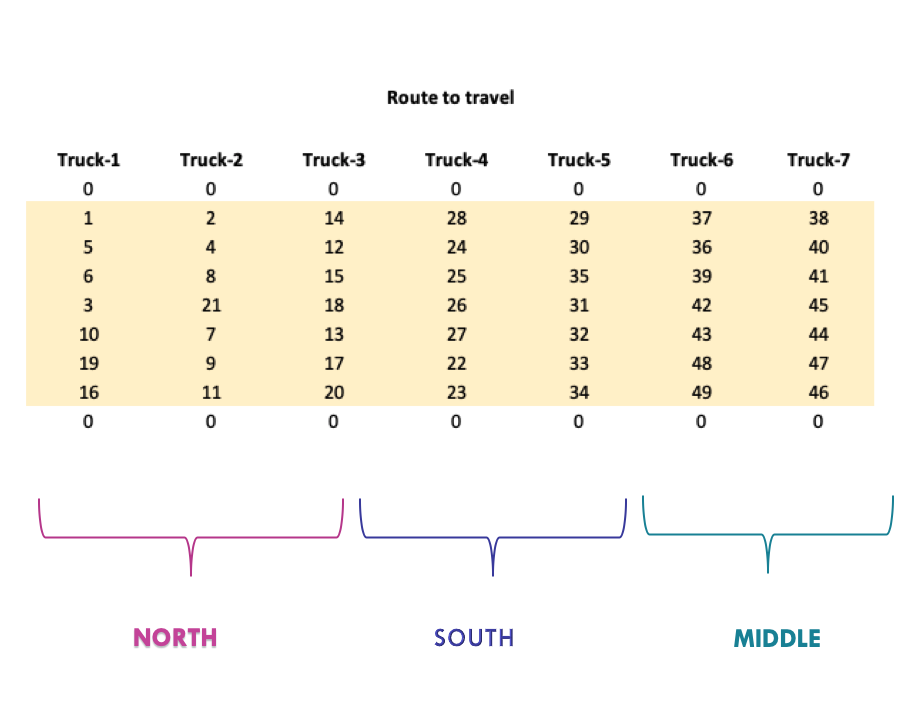 Route to travel
Truck-1 Truck-2 Truck-3 Truck-4 Truck-5 Truck-6 Truck-7
0 0 0 0 0 0 0
1 2 14 28 29 37 38
5 4 12 24 30 36 40
6 8 15 25 35 39 41
3 21 18 26 31 42 45
10 7 13 27 32 43 44
19 9 17 22 33 48 47
16 11 20 23 34 49 46
0 0 0 0 0 0 0
NORTH SOUTH MIDDLE